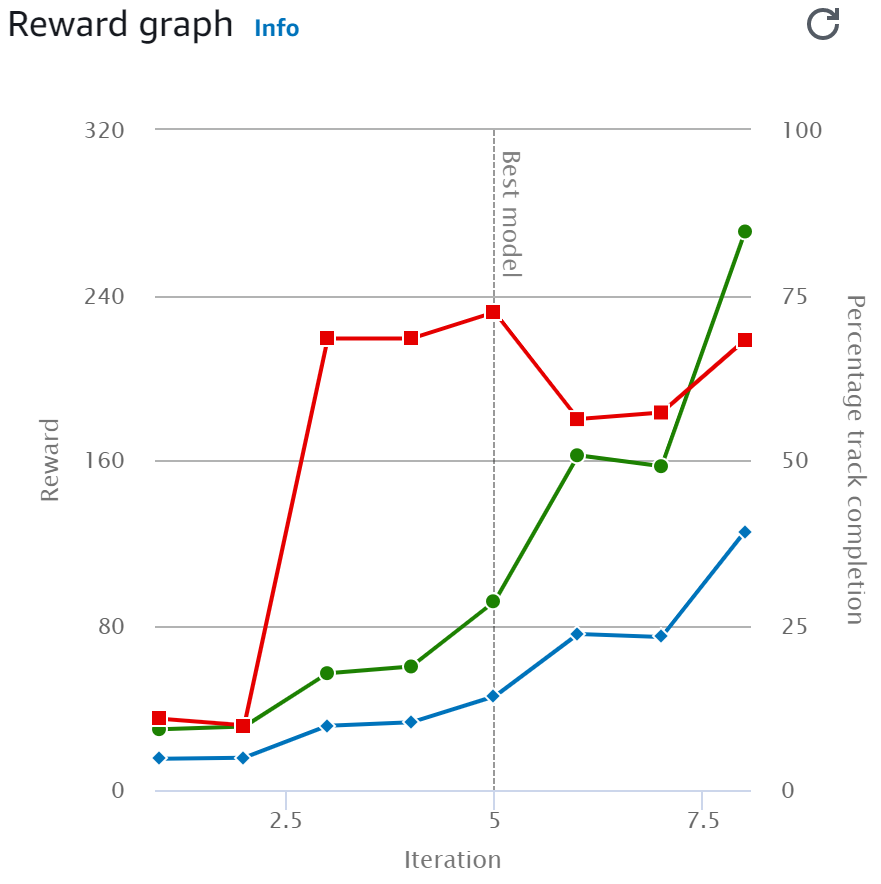 Reward graph Info
320
240
160
80
0
Reward
100
75
50
25
0
Percentage track completion
Best model
2.5
5
7.5
Iteration